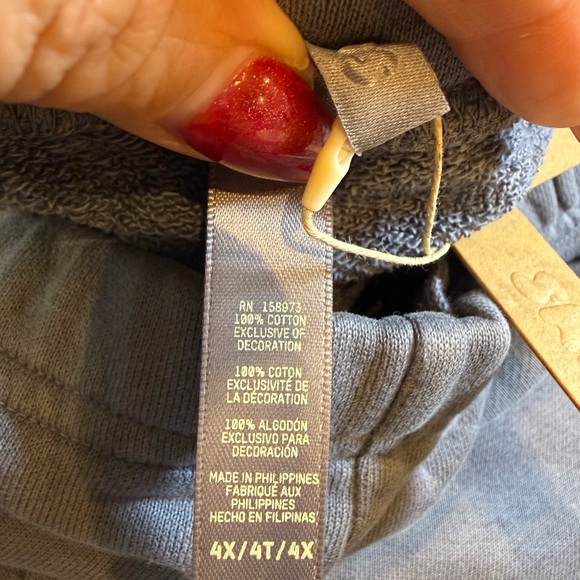 RN 158973
100% COTTON
EXCLUSIVE OF
DECORATION
100% COTON
EXCLUSIVITÉ DE
LA DÉCORATION
100% ALGODÓN
EXCLUSIVO PARA
DECORACIÓN
MADE IN PHILIPPINES
FABRIQUÉ AUX
PHILIPPINES
HECHO EN FILIPINAS
4X/4T/4X